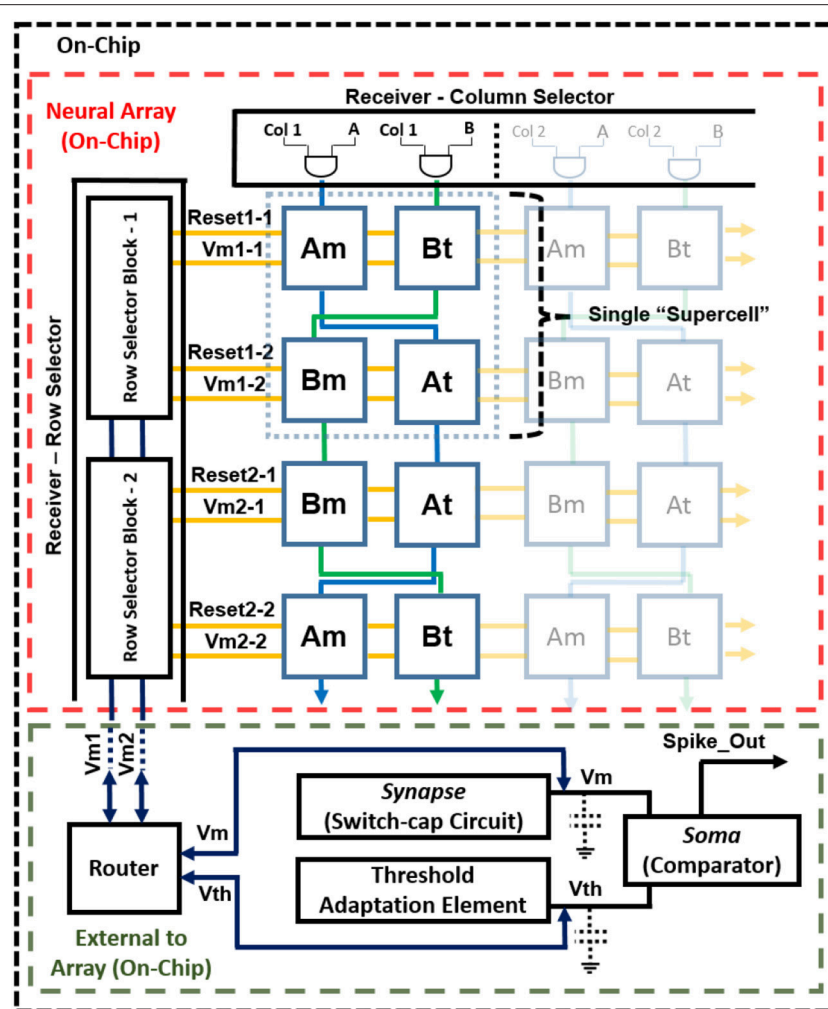 On-Chip
Neural Array
(On-Chip)
Receiver - Column Selector
Col 1 A Col 1 B Col 2 A Col 2 B
Receiver – Row Selector
Row Selector Block - 1
Reset1-1
Vm1-1
Am Bt Am Bt
Single “Supercell”
Reset1-2
Vm1-2
Bm At Bm At
Row Selector Block - 2
Reset2-1
Vm2-1
Bm At Bm At
Reset2-2
Vm2-2
Am Bt Am Bt
Vm1
Vm2
Spike_Out
Router
Vm
Vth
Synapse
(Switch-cap Circuit)
Vm
Threshold
Adaptation Element
Vth
Soma
(Comparator)
External to
Array (On-Chip)